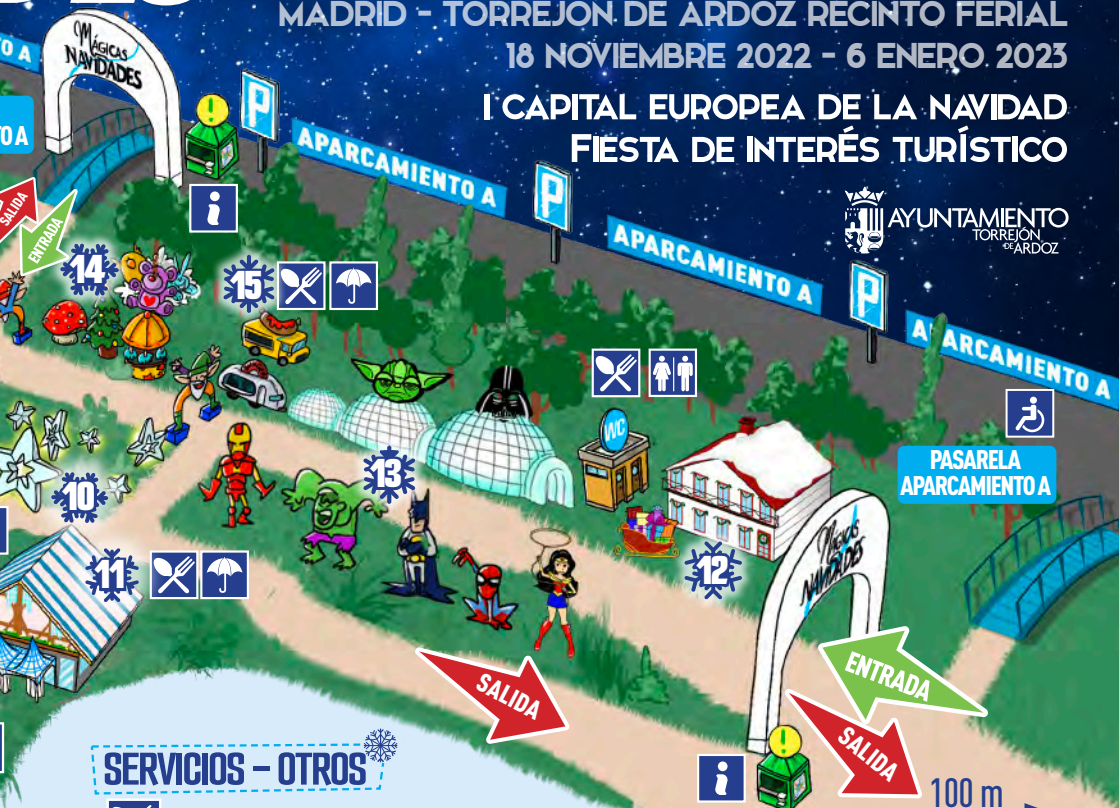 MADRID - TORREJÓN DE ARDOZ RECINTO FERIAL
18 NOVIEMBRE 2022 - 6 ENERO 2023
I CAPITAL EUROPEA DE LA NAVIDAD
FIESTA DE INTERÉS TURÍSTICO
AYUNTAMIENTO
TORREJÓN
DE ARDOZ
MÁGICAS
NAVIDADES
P
APARCAMIENTO A
P
APARCAMIENTO A
P
APARCAMIENTO A
TO A
TO A
i
SALIDA
ENTRADA
14
15
WC
PASARELA
APARCAMIENTO A
10
13
11
12
MÁGICAS
NAVIDADES
ENTRADA
SALIDA
SALIDA
i
100 m
SERVICIOS – OTROS